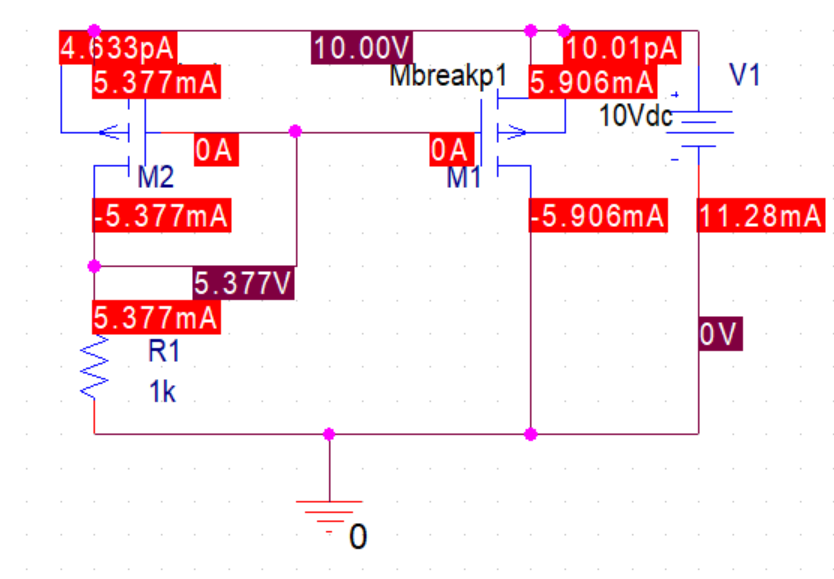 4.633pA
10.00V
10.01pA
5.377mA
Mbreakp1
5.906mA
V1
10Vdc
0A
0A
M2
M1
-5.377mA
-5.906mA
11.28mA
5.377V
5.377mA
0V
R1
1k
0